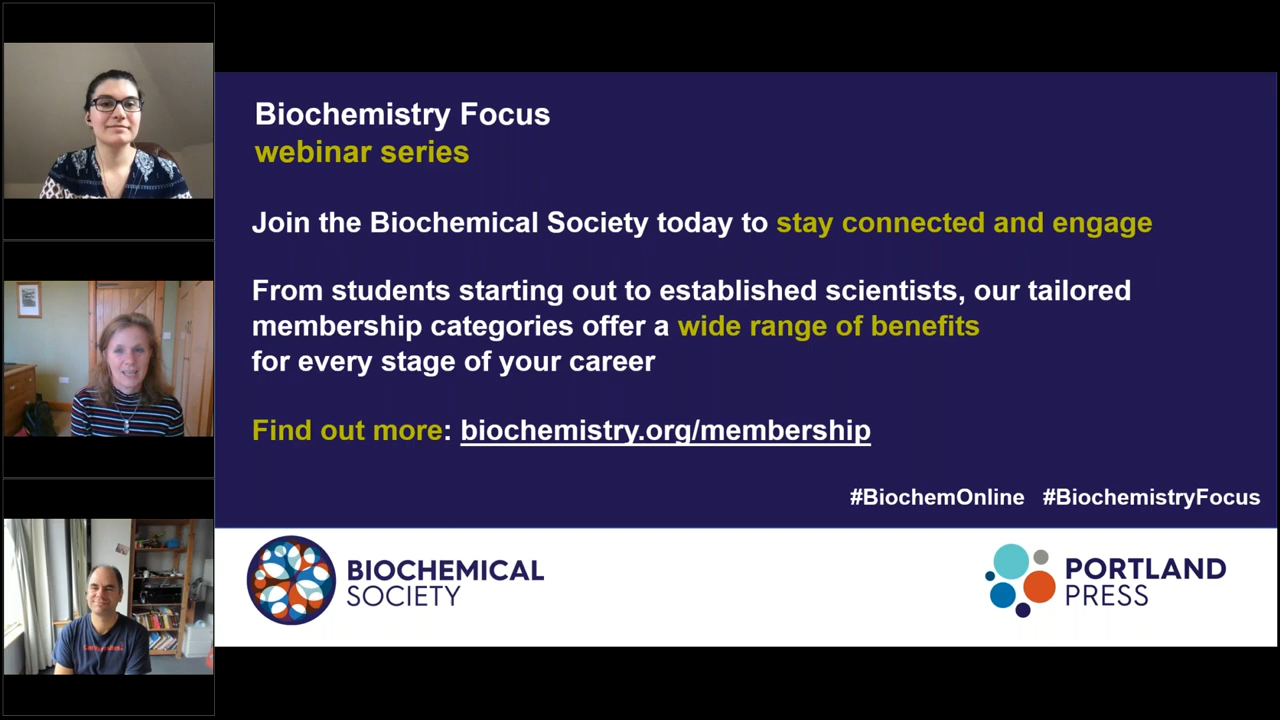 Biochemistry Focus
webinar series
Join the Biochemical Society today to stay connected and engage
From students starting out to established scientists, our tailored
membership categories offer a wide range of benefits
for every stage of your career
Find out more: biochemistry.org/membership
#BiochemOnline #BiochemistryFocus
BIOCHEMICAL
SOCIETY
PORTLAND
PRESS